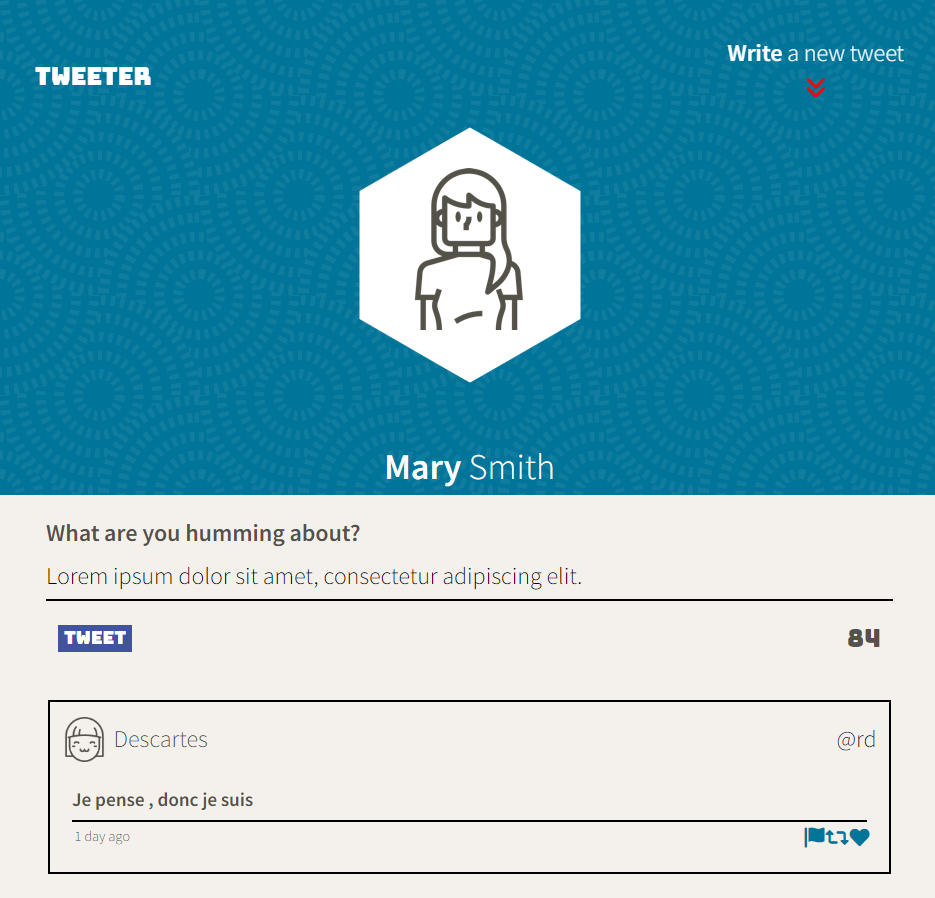 TWEETER
Write a new tweet
Mary Smith
What are you humming about?
Lorem ipsum dolor sit amet, consectetur adipiscing elit.
TWEET
84
Descartes
@rd
Je pense , donc je suis
1 day ago